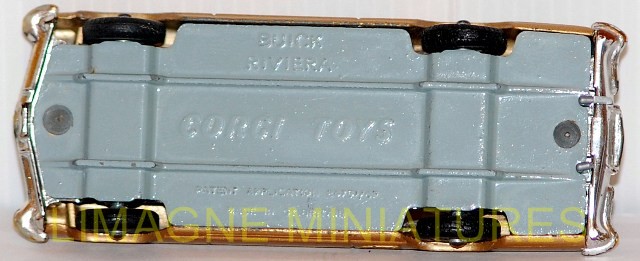 BUICK
RIVIERA
CORGI TOYS
LIMAGNE MINIATURES